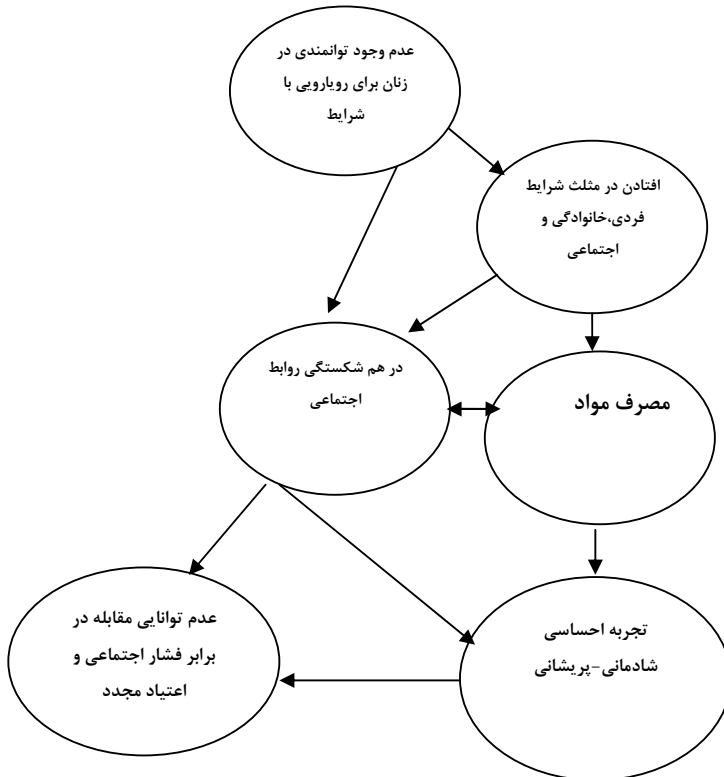 عدم وجود توانمندی در
زنان برای رویارویی با
شرایط
افتادن در مثلث شرایط
فردی،خانوادگی و
اجتماعی
در هم شکستگی روابط
اجتماعی
مصرف مواد
تجربه احساسی
شادمانی-پریشانی
عدم توانایی مقابله در
برابر فشار اجتماعی و
اعتیاد مجدد